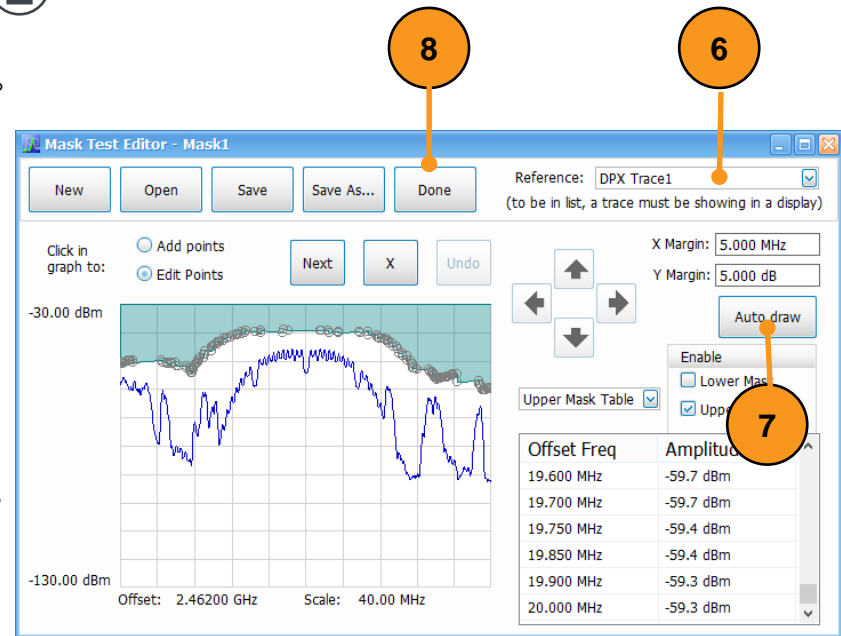 8
6
Mask Test Editor - Mask1
New
Open
Save
Save As...
Done
Reference: DPX Trace1
(to be in list, a trace must be showing in a display)
Click in
graph to:
Add points
Edit Points
Next
X
Undo
X Margin: 5.000 MHz
Y Margin: 5.000 dB
Auto draw
-30.00 dBm
-130.00 dBm
Offset: 2.46200 GHz
Scale: 40.00 MHz
Enable
Lower
7
Upper Mask Table
Offset Freq
19.600 MHz -59.7 dBm
19.700 MHz -59.7 dBm
19.750 MHz -59.4 dBm
19.850 MHz -59.4 dBm
19.900 MHz -59.3 dBm
20.000 MHz -59.3 dBm